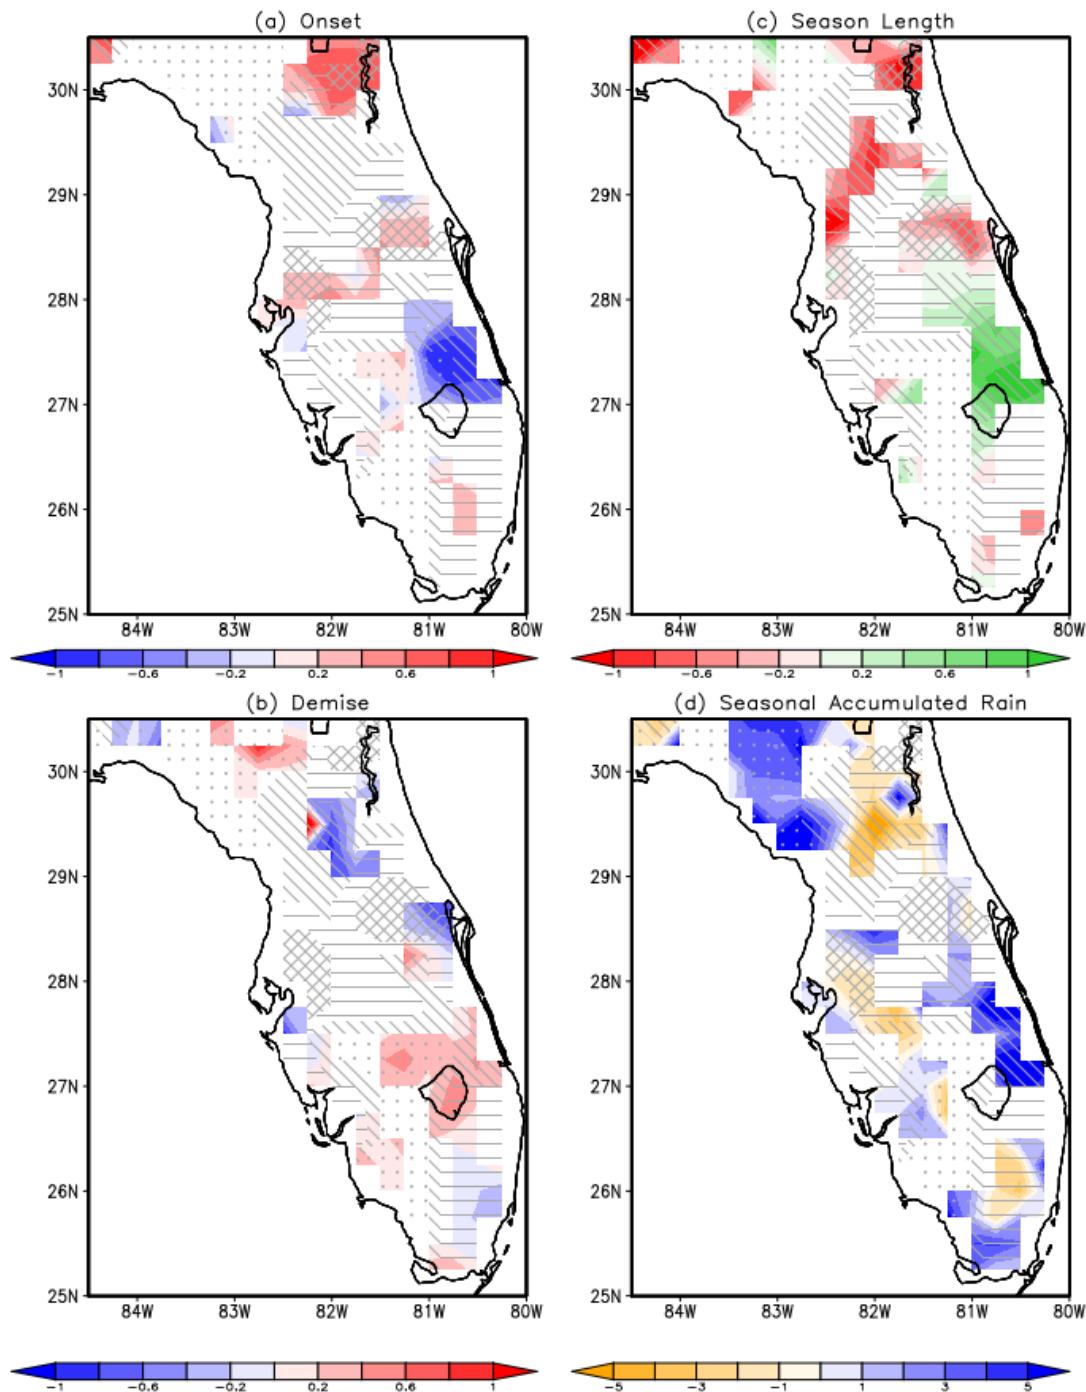 (a) Onset
30N
29N
28N
27N
26N
25N
84W 83W 82W 81W 80W
-1 -0.6 -0.2 0.2 0.6 1
(c) Season Length
30N
29N
28N
27N
26N
25N
84W 83W 82W 81W 80W
-1 -0.6 -0.2 0.2 0.6 1
(b) Demise
30N
29N
28N
27N
26N
25N
84W 83W 82W 81W 80W
-1 -0.6 -0.2 0.2 0.6 1
(d) Seasonal Accumulated Rain
30N
29N
28N
27N
26N
25N
84W 83W 82W 81W 80W
-5 -3 -1 1 3 5